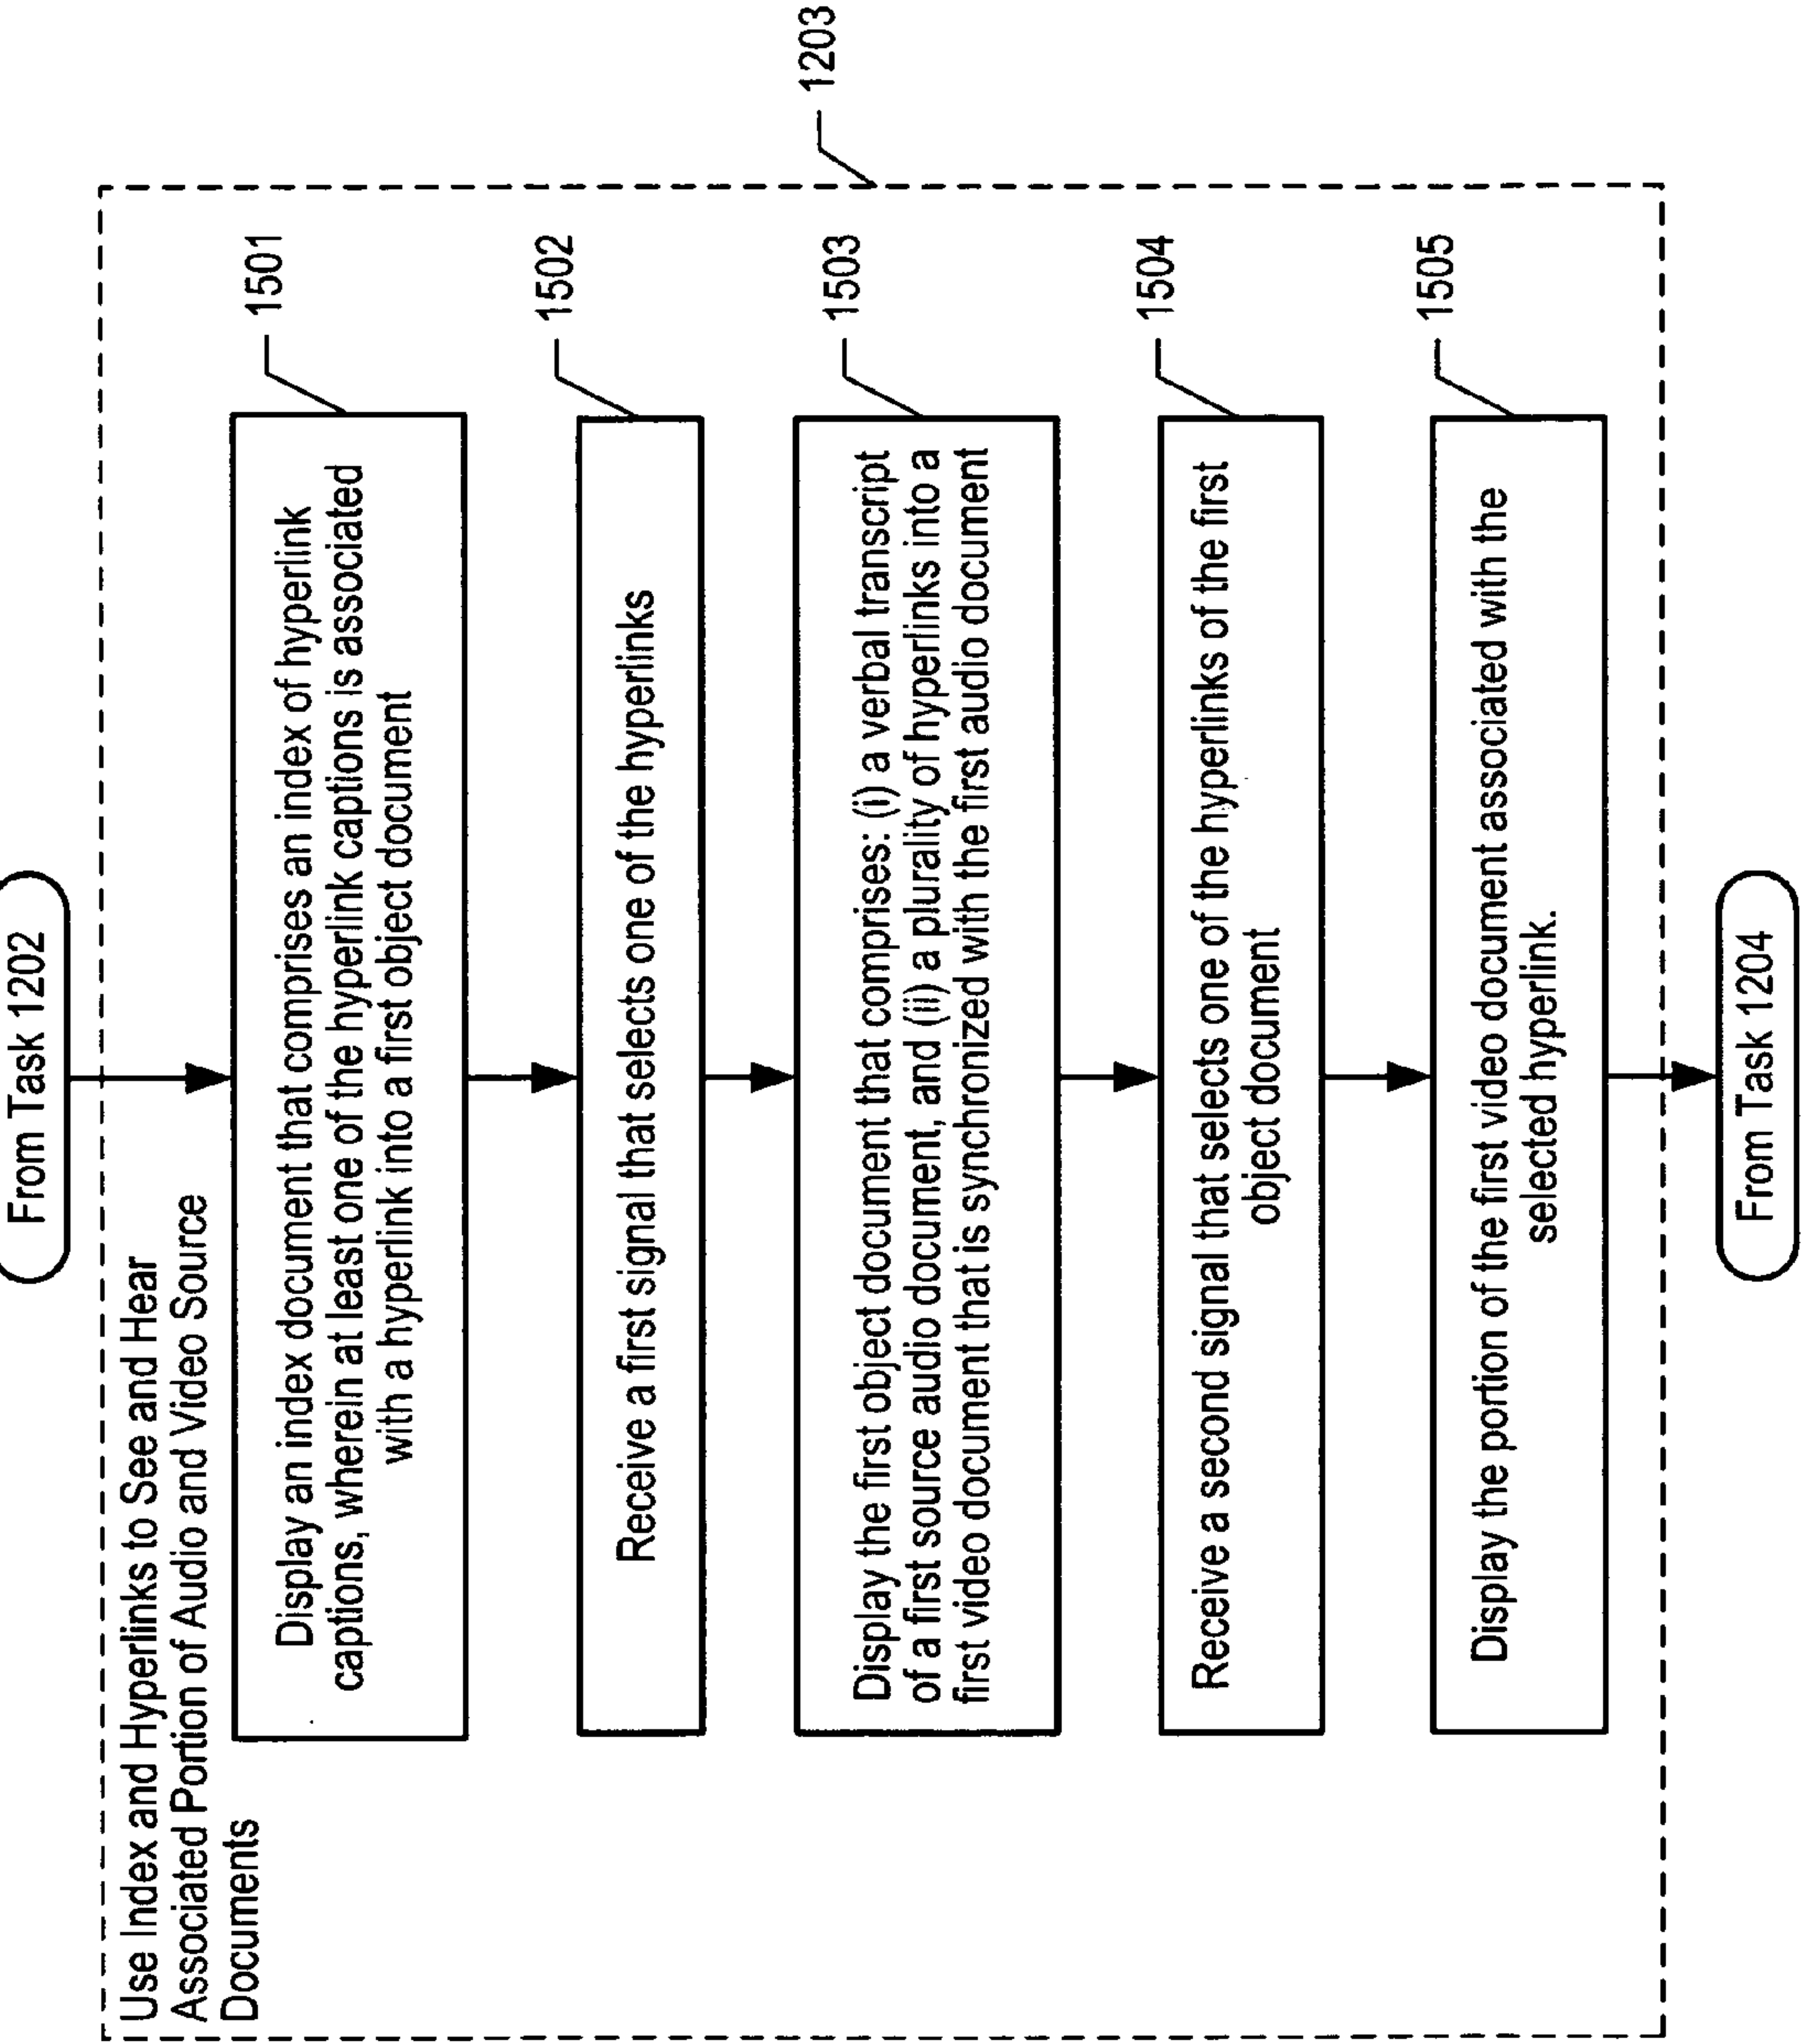 From Task 1202
Use Index and Hyperlinks to See and Hear
Associated Portion of Audio and Video Source
Documents
1203
Display an index document that comprises an index of hyperlink
captions, wherein at least one of the hyperlink captions is associated
with a hyperlink into a first object document
1501
Receive a first signal that selects one of the hyperlinks
1502
Display the first object document that comprises: (i) a verbal transcript
of a first source audio document, and (ii) a plurality of hyperlinks into a
first video document that is synchronized with the first audio document
1503
Receive a second signal that selects one of the hyperlinks of the first
object document
1504
Display the portion of the first video document associated with the
selected hyperlink.
1505
From Task 1204